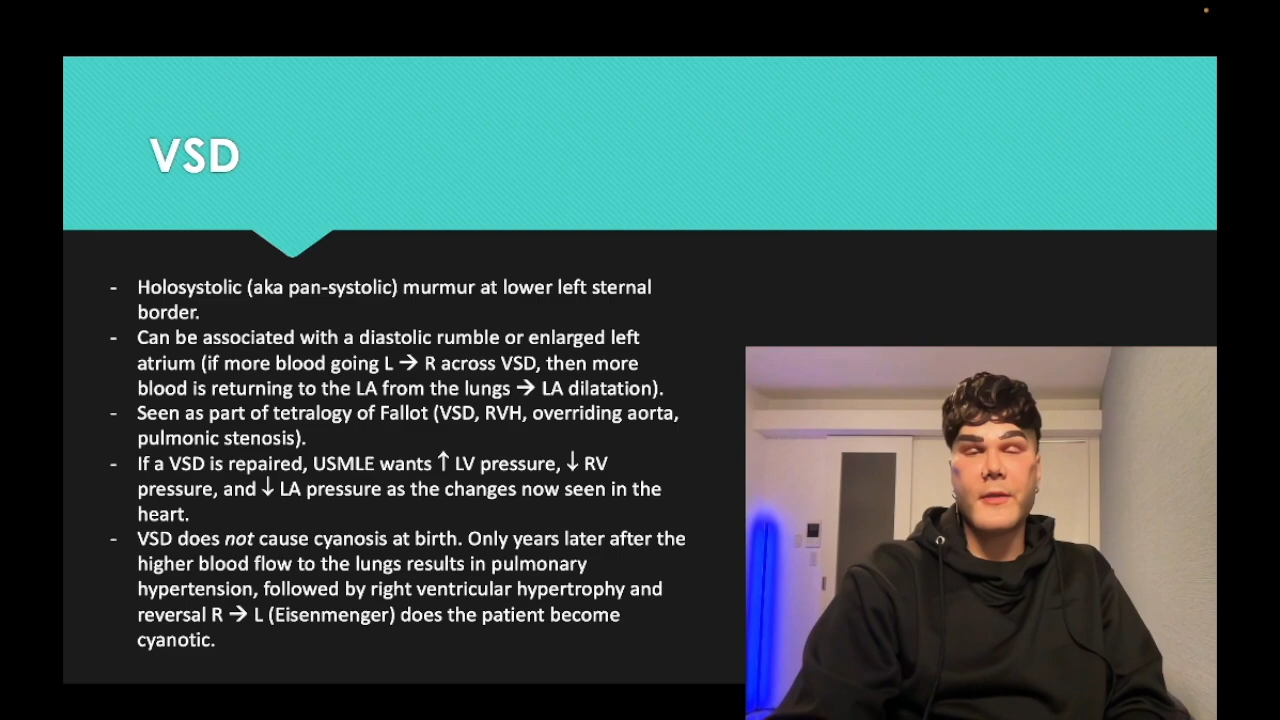 VSD
- Holosystolic (aka pan-systolic) murmur at lower left sternal
border.
- Can be associated with a diastolic rumble or enlarged left
atrium (if more blood going L → R across VSD, then more
blood is returning to the LA from the lungs → LA dilatation).
- Seen as part of tetralogy of Fallot (VSD, RVH, overriding aorta,
pulmonic stenosis).
- If a VSD is repaired, USMLE wants ↑ LV pressure, ↓ RV
pressure, and ↓ LA pressure as the changes now seen in the
heart.
- VSD does not cause cyanosis at birth. Only years later after the
higher blood flow to the lungs results in pulmonary
hypertension, followed by right ventricular hypertrophy and
reversal R → L (Eisenmenger) does the patient become
cyanotic.